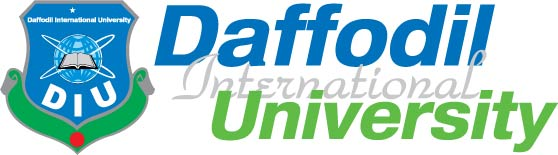 Daffodil International University
DIU
Daffodil
International
University